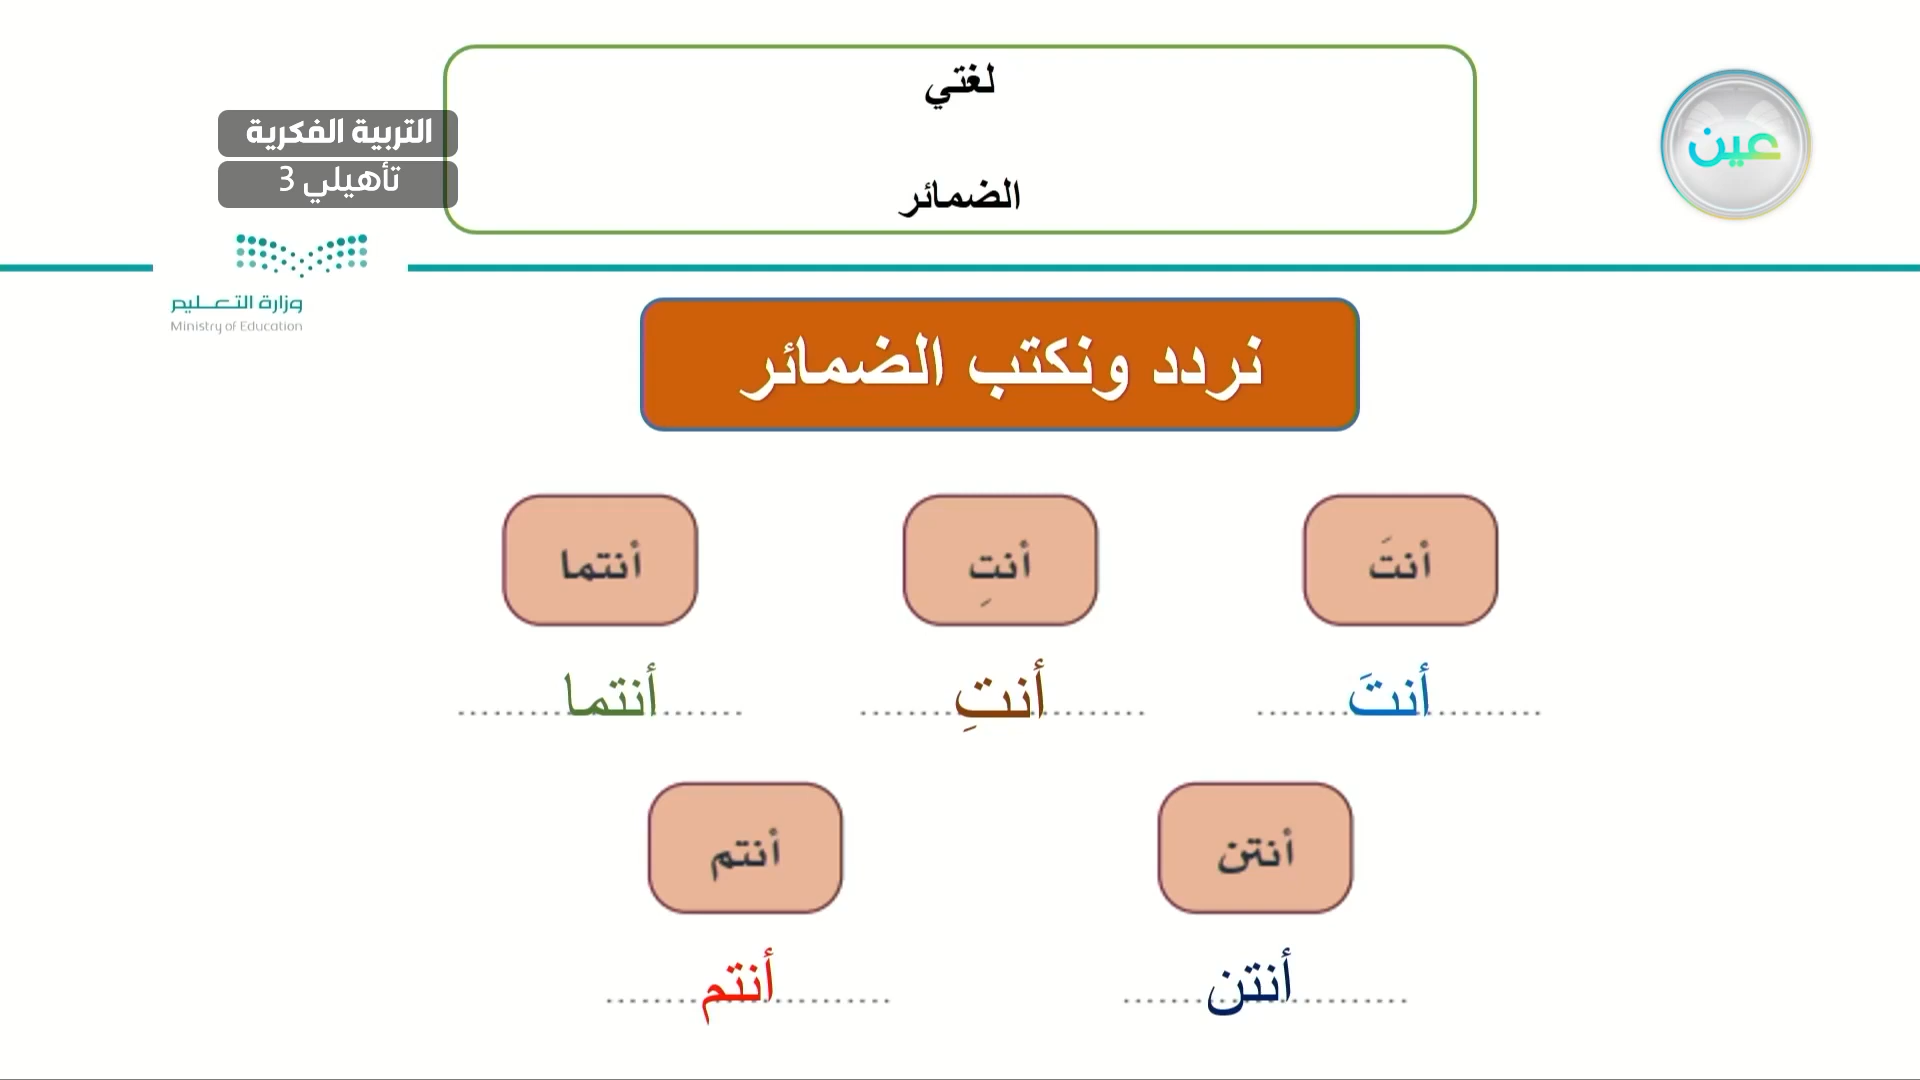 لغتي
الضمائر
عين
التربية الفكرية
تأهيلي 3
وزارة التعليم
Ministry of Education
نردد ونكتب الضمائر
أنتَ أنتِ أنتما
أنتَ أنتِ أنتما
أنتن أنتم
أنتن أنتم